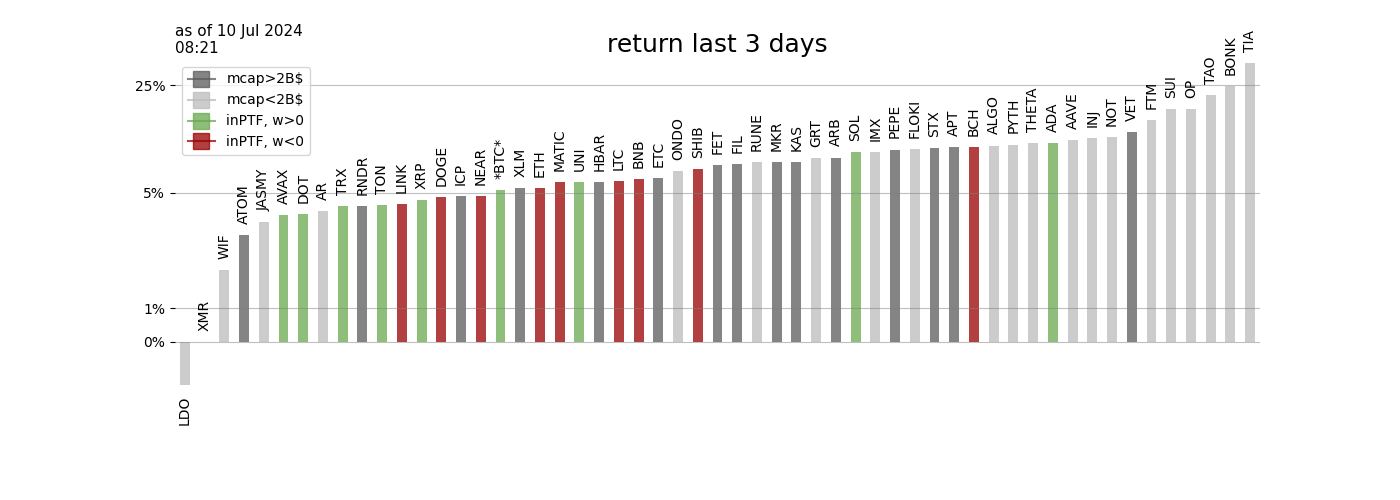 as of 10 Jul 2024
08:21
return last 3 days
mcap>2B$
mcap<2B$
inPTF, w>0
inPTF, w<0
25%
5%
1%
0%
LDO
XMR
WIF
ATOM
JASMY
AVAX
DOT
AR
TRX
RNDR
TON
LINK
XRP
DOGE
ICP
NEAR
*BTC*
XLM
ETH
MATIC
UNI
HBAR
LTC
BNB
ETC
ONDO
SHIB
FET
FIL
RUNE
MKR
KAS
GRT
ARB
SOL
IMX
PEPE
FLOKI
STX
APT
BCH
ALGO
PYTH
THETA
ADA
AAVE
INJ
NOT
VET
FTM
SUI
OP
TAO
BONK
TIA